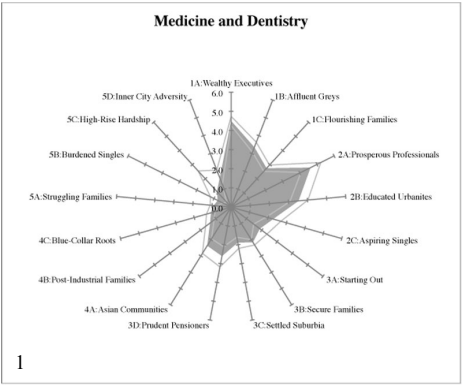 Medicine and Dentistry
1A:Wealthy Executives
6.0
5D:Inner City Adversity
1B:Affluent Greys
5.0
5C:High-Rise Hardship
1C:Flourishing Families
4.0
3.0
5B:Burdened Singles
2A:Prosperous Professionals
2.0
1.0
5A:Struggling Families
2B:Educated Urbanites
0.0
4C:Blue-Collar Roots
2C:Aspiring Singles
4B:Post-Industrial Families
3A:Starting Out
4A:Asian Communities
3B:Secure Families
3D:Prudent Pensioners
3C:Settled Suburbia
1